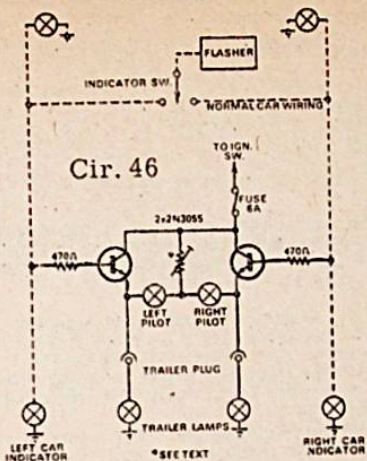 FLASHER
INDICATOR SW.
NORMAL CAR WIRING
TO IGN.
SW.
Cir. 46
FUSE
6A
2x2N3055
470Ω
*
470Ω
LEFT
PILOT
RIGHT
PILOT
TRAILER PLUG
TRAILER LAMPS
LEFT CAR
INDICATOR
*SEE TEXT
RIGHT CAR
INDICATOR